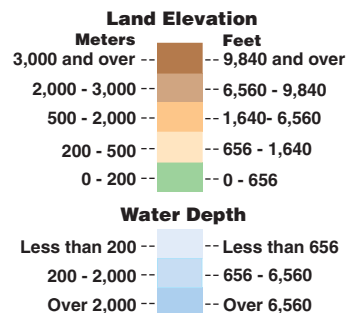 Land Elevation
Meters Feet
3,000 and over -- -- 9,840 and over
2,000 - 3,000 -- -- 6,560 - 9,840
500 - 2,000 -- -- 1,640- 6,560
200 - 500 -- -- 656 - 1,640
0 - 200 -- -- 0 - 656
Water Depth
Less than 200 -- -- Less than 656
200 - 2,000 -- -- 656 - 6,560
Over 2,000 -- -- Over 6,560